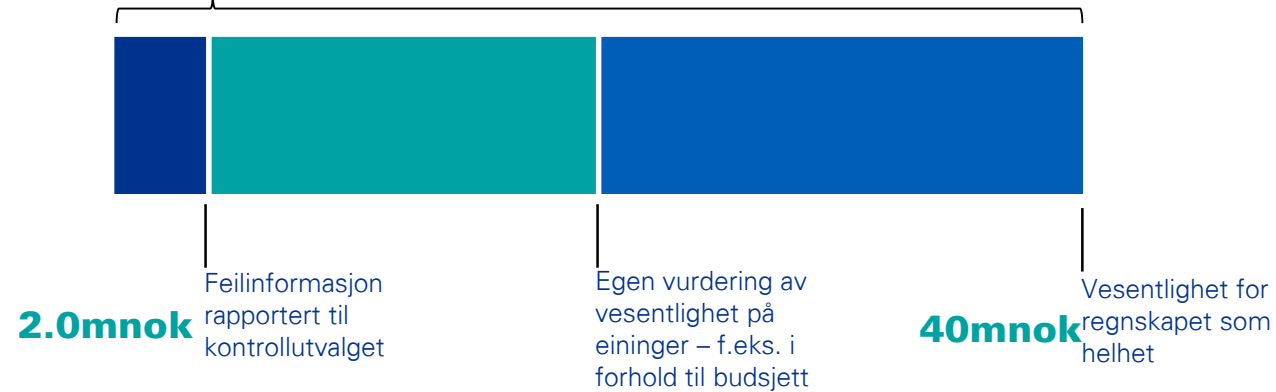 2.0mnok
Feilinformasjon
rapportert til
kontrollutvalget
Egen vurdering av
vesentlighet på
eininger – f.eks. i
forhold til budsjett
40mnok
Vesentlighet for
regnskapet som
helhet